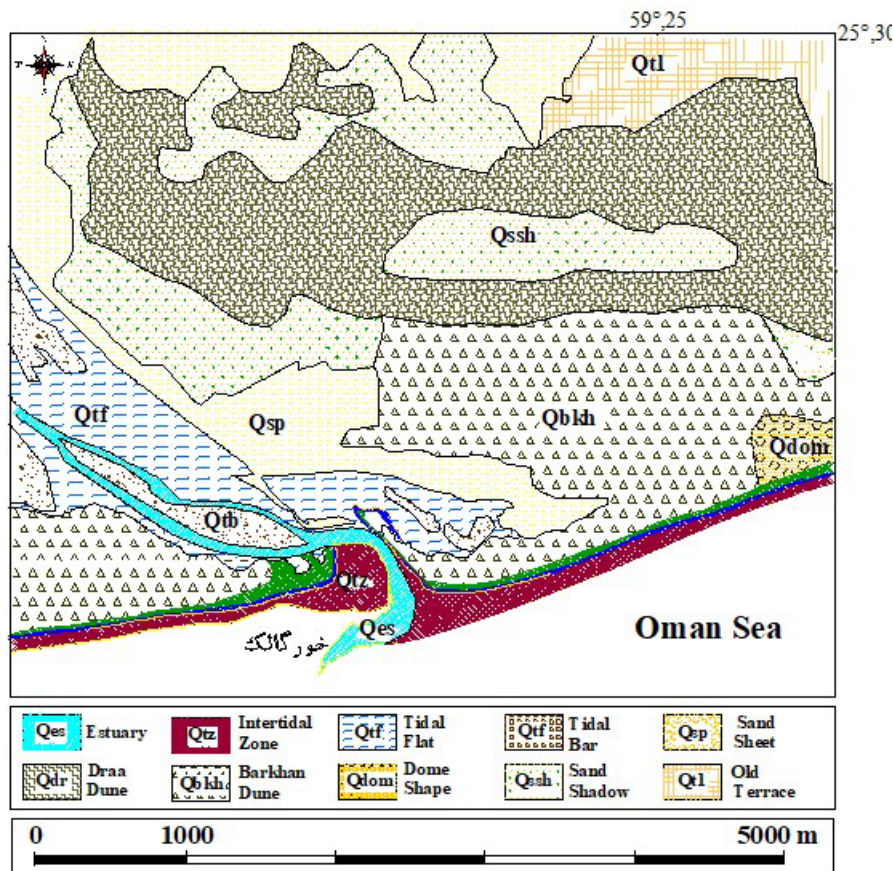 59°,25
25°,30
Qtl
Qssh
Qtf
Qsp
Qbkh
Qdom
Qtb
Qtz
Qes
خور گالک
Oman Sea
Qes Estuary
Qtz Intertidal Zone
Qtf Tidal Flat
Qtf Tidal Bar
Qsp Sand Sheet
Qdr Draa Dune
Qbkh Barkhan Dune
Qdom Dome Shape
Qssh Sand Shadow
Qtl Old Terrace
0 1000 5000 m